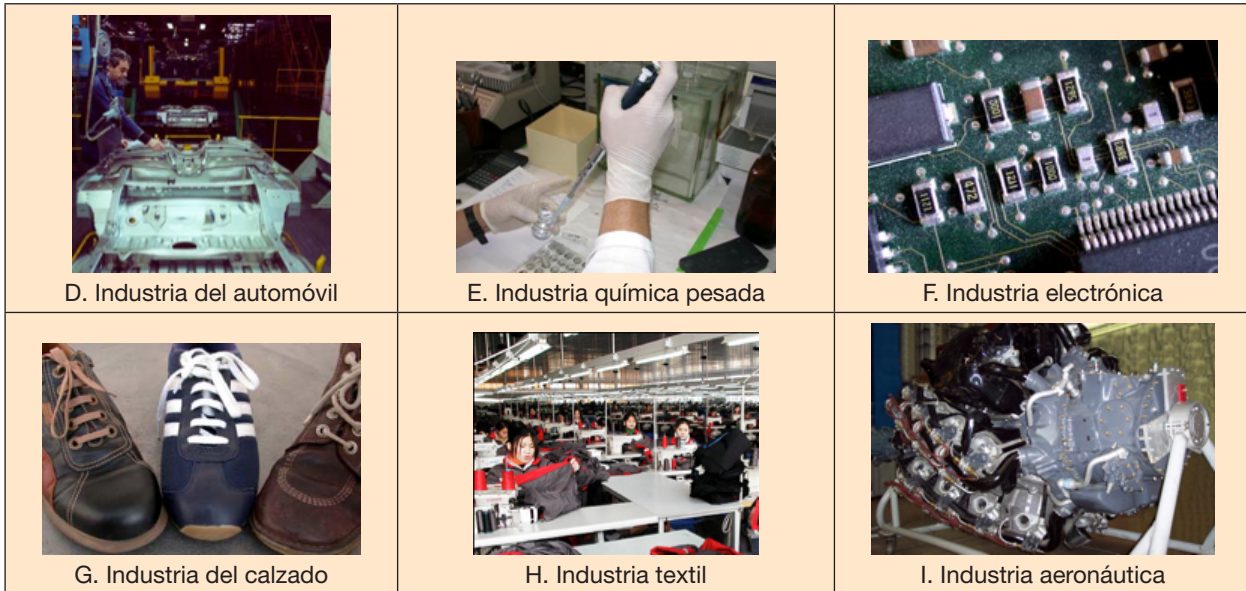 D. Industria del automóvil
E. Industria química pesada
F. Industria electrónica
G. Industria del calzado
H. Industria textil
I. Industria aeronáutica